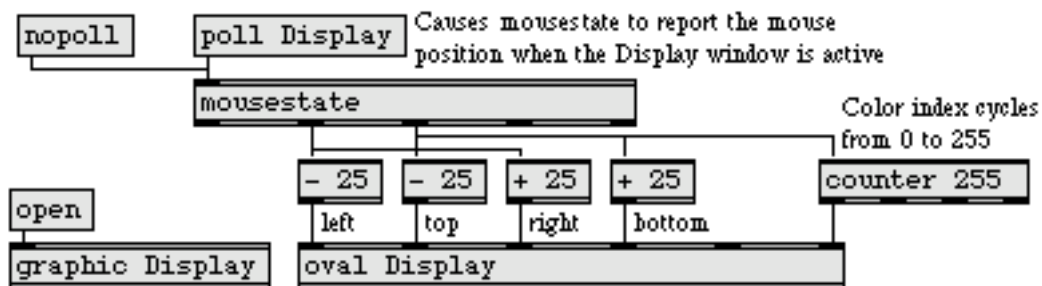 nopoll
poll Display
Causes mousestate to report the mouse
position when the Display window is active
mousestate
Color index cycles
from 0 to 255
- 25
- 25
+ 25
+ 25
counter 255
open
left
top
right
bottom
graphic Display
oval Display